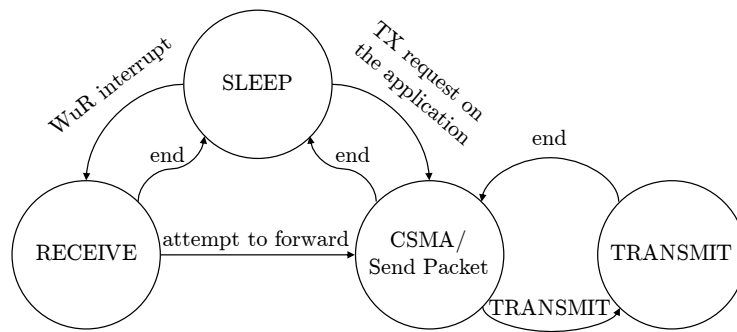 WuR interrupt
SLEEP
TX request on
the application
end
end
end
RECEIVE
attempt to forward
CSMA/
Send Packet
TRANSMIT
TRANSMIT